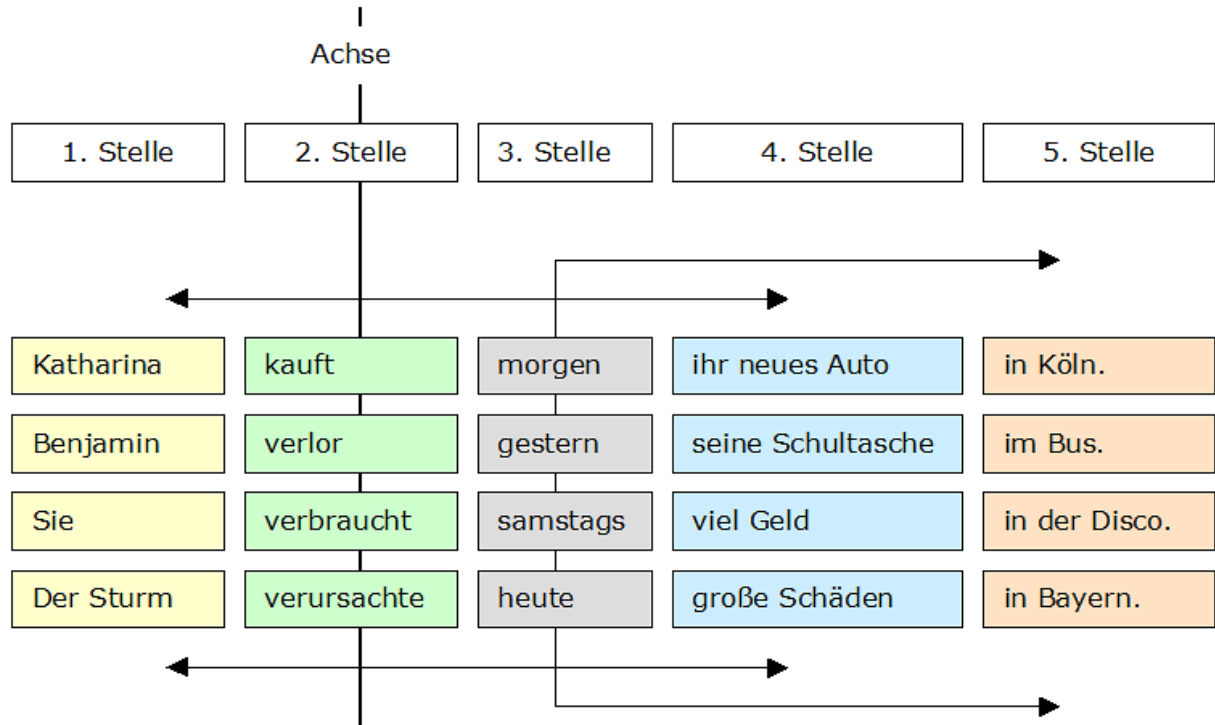 Achse
1. Stelle 2. Stelle 3. Stelle 4. Stelle 5. Stelle
Katharina kauft morgen ihr neues Auto in Köln.
Benjamin verlor gestern seine Schultasche im Bus.
Sie verbraucht samstags viel Geld in der Disco.
Der Sturm verursachte heute große Schäden in Bayern.